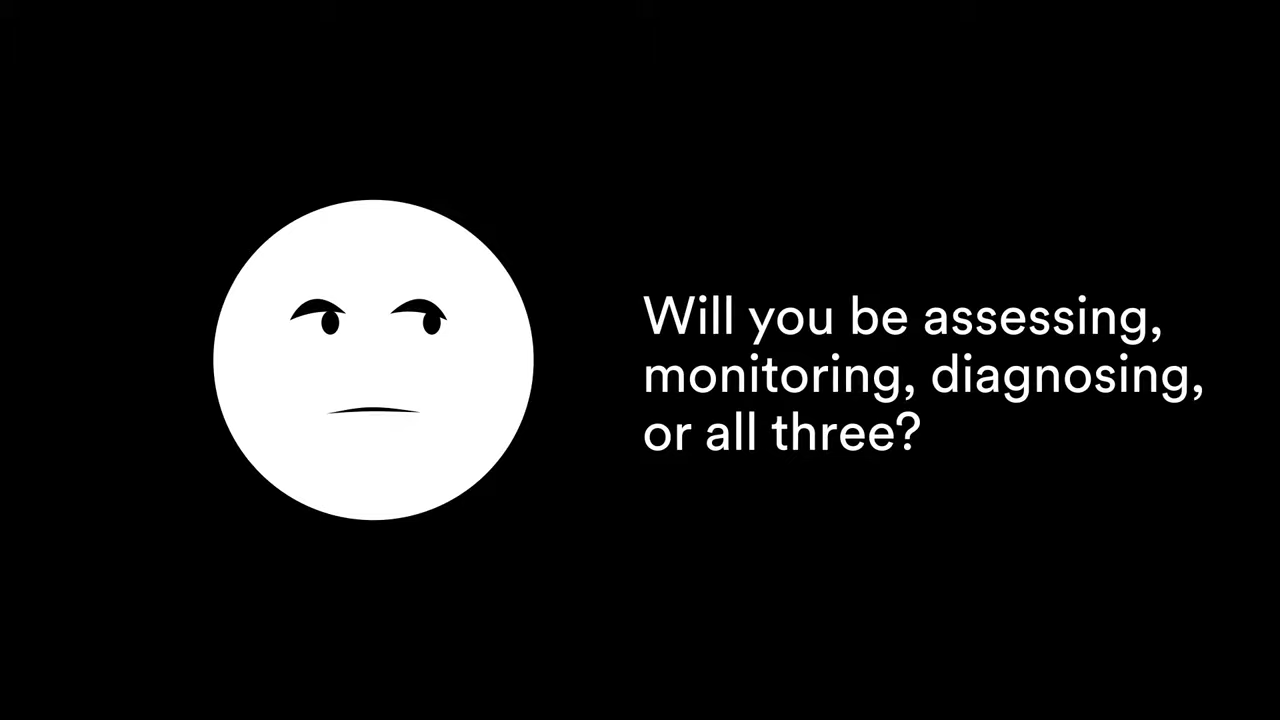 Will you be assessing,
monitoring, diagnosing,
or all three?